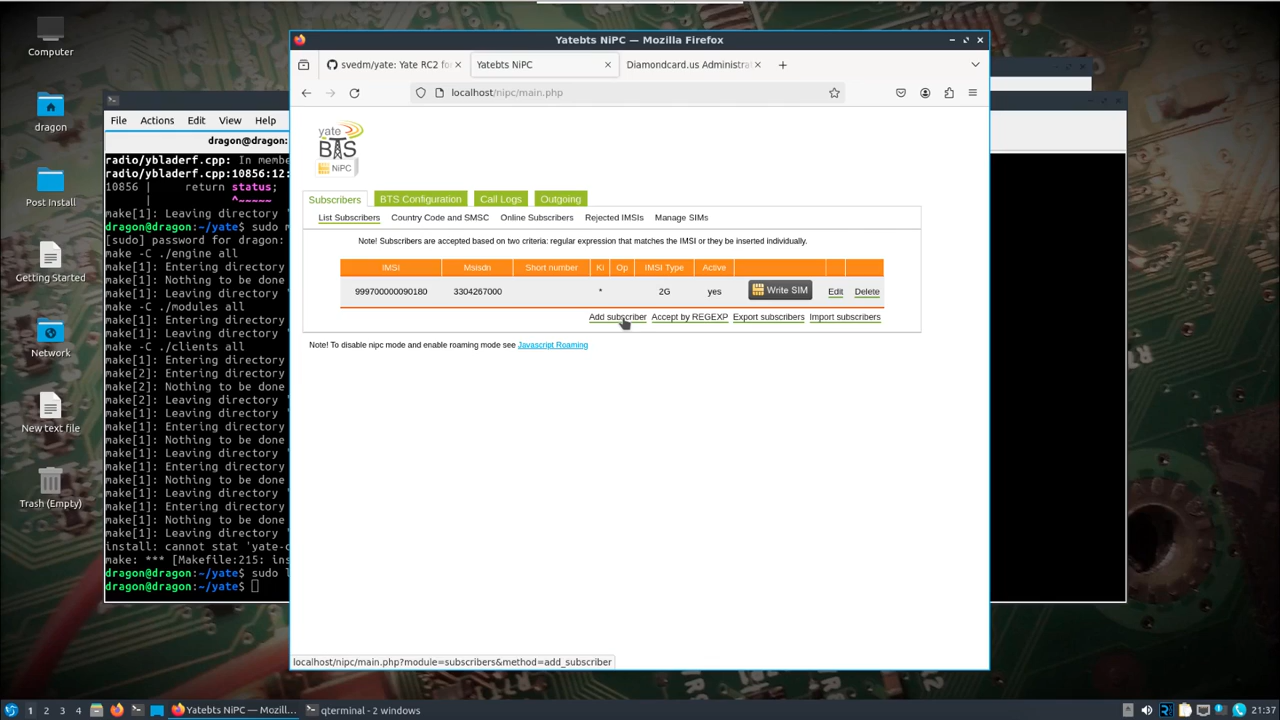 Computer
dragon
Post Install
Getting Started
Network
New text file
Trash (Empty)
File Actions Edit View Help
dragon@dragon:
radio/ybladerf.cpp: In membe
radio/ybladerf.cpp:10856:12:
10856 | return status;
| ^~~~~~
make[1]: Leaving directory '
dragon@dragon:~/yate$ sudo m
[sudo] password for dragon:
make -C ./engine all
make[1]: Entering directory
make[1]: Nothing to be done
make[1]: Leaving directory '
make -C ./modules all
make[1]: Entering directory
make[1]: Nothing to be done
make[1]: Leaving directory '
make -C ./clients all
make[1]: Entering directory
make[2]: Entering directory
make[2]: Nothing to be done
make[2]: Leaving directory '
make[1]: Leaving directory '
make[1]: Entering directory
make[1]: Nothing to be done
make[1]: Leaving directory '
make[1]: Entering directory
make[1]: Nothing to be done
make[1]: Leaving directory '
make[1]: Entering directory
make[1]: Nothing to be done
make[1]: Leaving directory '
install: cannot stat 'yate-c
make: *** [Makefile:215: ins
dragon@dragon:~/yate$ sudo l
dragon@dragon:~/yate$
Yatebts NiPC — Mozilla Firefox
svedm/yate: Yate RC2 fo
Yatebts NiPC
Diamondcard.us Administra
localhost/nipc/main.php
yate
BTS
NiPC
Subscribers BTS Configuration Call Logs Outgoing
List Subscribers Country Code and SMSC Online Subscribers Rejected IMSIs Manage SIMs
Note! Subscribers are accepted based on two criteria: regular expression that matches the IMSI or they be inserted individually.
IMSI Msisdn Short number Ki Op IMSI Type Active
999700000090180 3304267000 * 2G yes Write SIM Edit Delete
Add subscriber Accept by REGEXP Export subscribers Import subscribers
Note! To disable nipc mode and enable roaming mode see Javascript Roaming
localhost/nipc/main.php?module=subscribers&method=add_subscriber
1 2 3 4 Yatebts NiPC — Mozill... qterminal - 2 windows 21:37